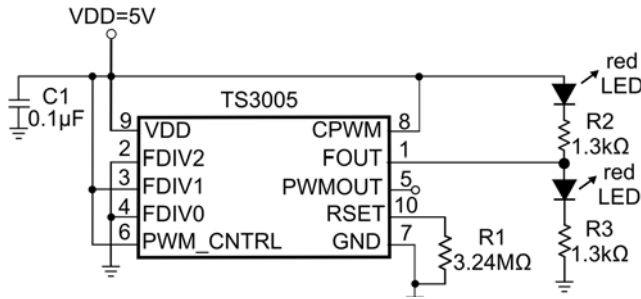 VDD=5V
C1
0.1µF
TS3005
9 VDD
2 FDIV2
3 FDIV1
4 FDIV0
6 PWM_CNTRL
CPWM 8
FOUT 1
PWMOUT 5
RSET 10
GND 7
R1
3.24MΩ
red
LED
R2
1.3kΩ
red
LED
R3
1.3kΩ